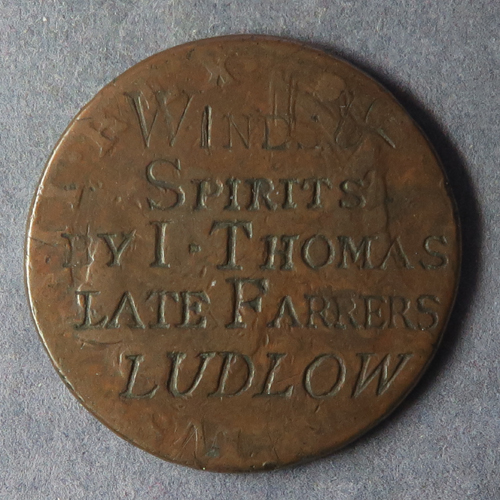 WINE &
SPIRITS
BY I · THOMAS
LATE FARRERS
LUDLOW